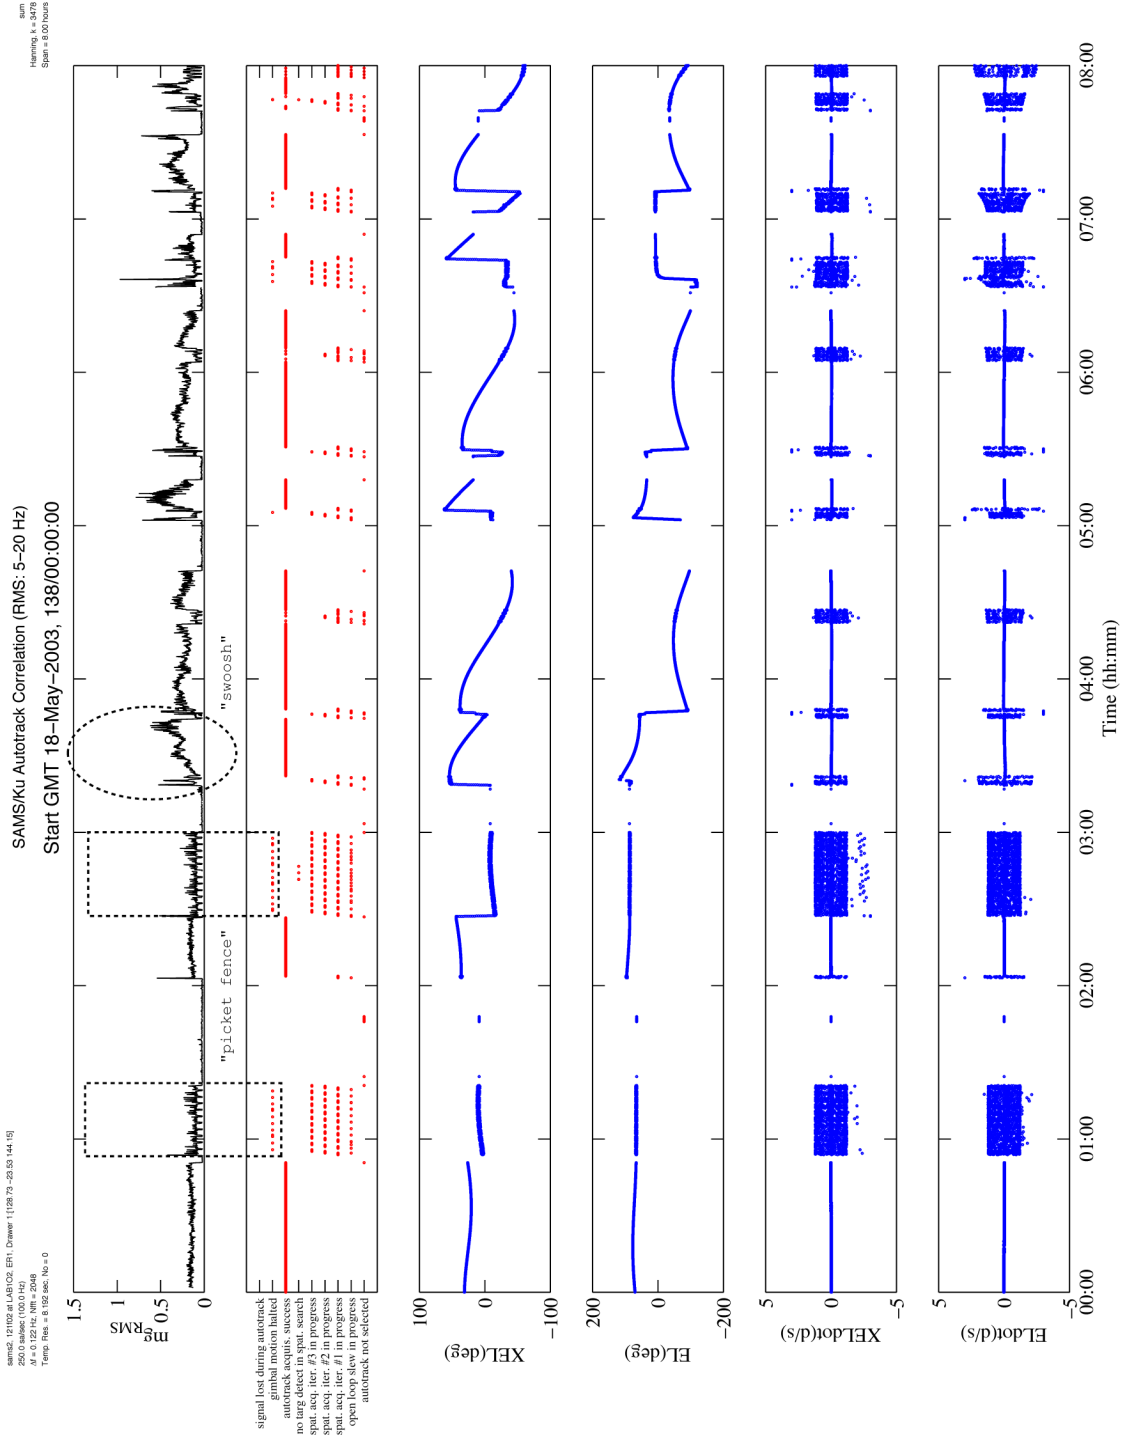 sams2, 121f02 at LAB1O2, ER1, Drawer 1:[128.73 −23.53 144.15]
250.0 sa/sec (100.0 Hz)
Δf = 0.122 Hz, Nfft = 2048
Temp. Res. = 8.192 sec, No = 0
sum
Hanning, k = 3478
Span = 8.00 hours
SAMS/Ku Autotrack Correlation (RMS: 5−20 Hz)
Start GMT 18−May−2003, 138/00:00:00
1.5
1
0.5
0
mgRMS
"picket fence"
"swoosh"
signal lost during autotrack
gimbal motion halted
autotrack acquis. success
no targ detect in spat. search
spat. acq. iter. #3 in progress
spat. acq. iter. #2 in progress
spat. acq. iter. #1 in progress
open loop slew in progress
autotrack not selected
100
0
−100
XEL(deg)
200
0
−200
EL(deg)
5
0
−5
XELdot(d/s)
5
0
−5
ELdot(d/s)
00:00
01:00
02:00
03:00
04:00
05:00
06:00
07:00
08:00
Time (hh:mm)